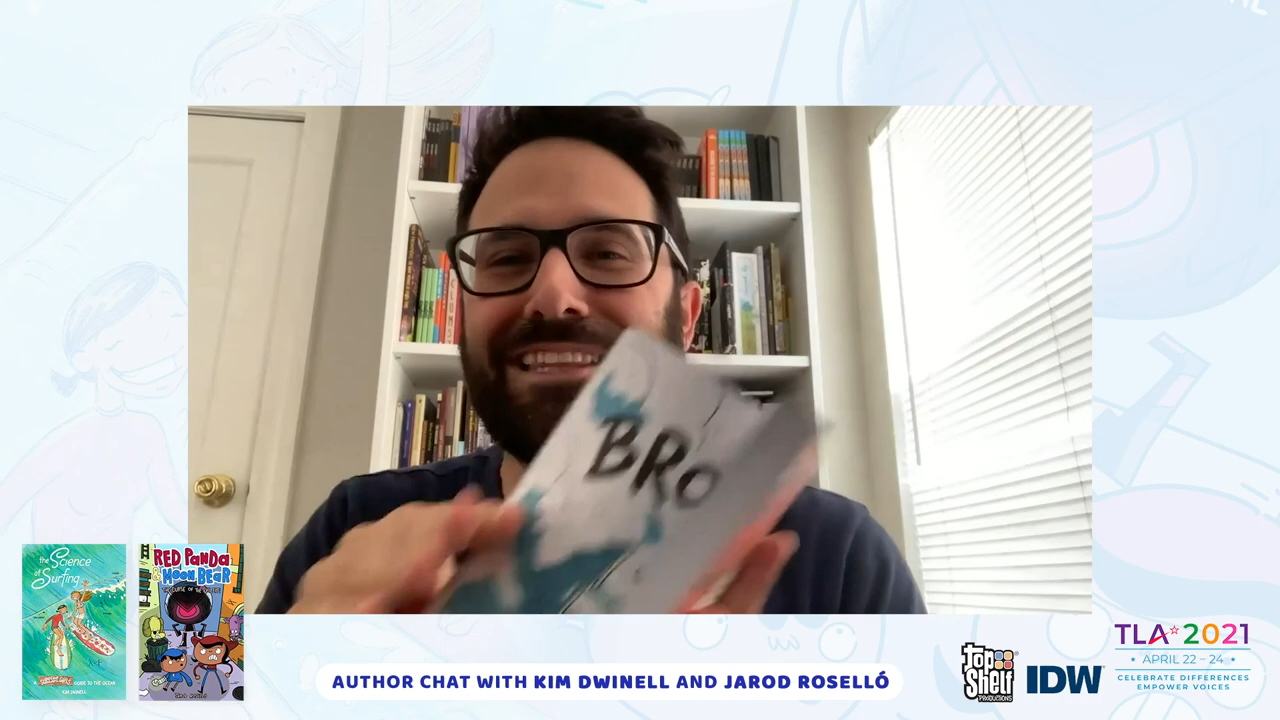 BRO
the Science
of Surfing
GUIDE TO THE OCEAN
KIM DWINELL
RED PANDA
& MOON BEAR
AUTHOR CHAT WITH KIM DWINELL AND JAROD ROSELLÓ
TOP
SHELF
PRODUCTIONS
IDW
TLA 2021
APRIL 22 – 24
CELEBRATE DIFFERENCES
EMPOWER VOICES